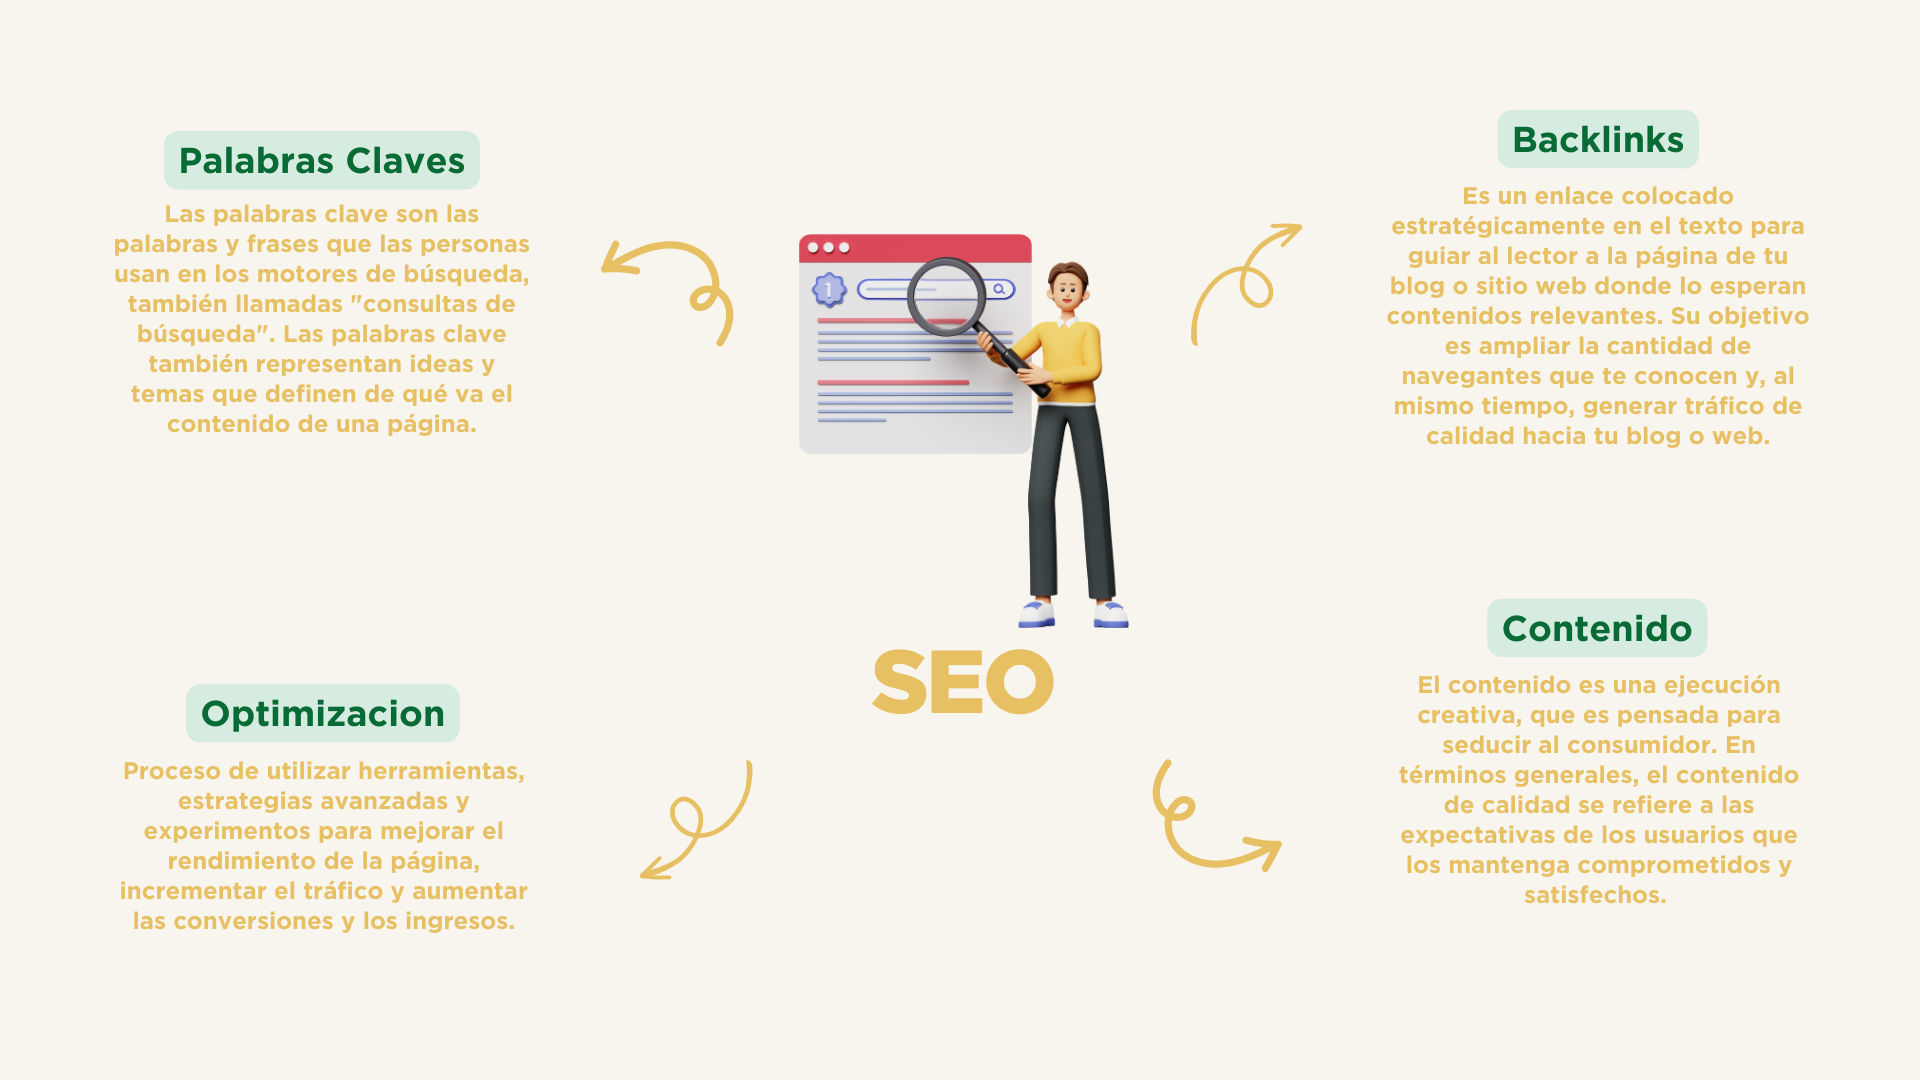 Palabras Claves
Las palabras clave son las
palabras y frases que las personas
usan en los motores de búsqueda,
también llamadas "consultas de
búsqueda". Las palabras clave
también representan ideas y
temas que definen de qué va el
contenido de una página.
Backlinks
Es un enlace colocado
estratégicamente en el texto para
guiar al lector a la página de tu
blog o sitio web donde lo esperan
contenidos relevantes. Su objetivo
es ampliar la cantidad de
navegantes que te conocen y, al
mismo tiempo, generar tráfico de
calidad hacia tu blog o web.
1
SEO
Optimizacion
Proceso de utilizar herramientas,
estrategias avanzadas y
experimentos para mejorar el
rendimiento de la página,
incrementar el tráfico y aumentar
las conversiones y los ingresos.
Contenido
El contenido es una ejecución
creativa, que es pensada para
seducir al consumidor. En
términos generales, el contenido
de calidad se refiere a las
expectativas de los usuarios que
los mantenga comprometidos y
satisfechos.